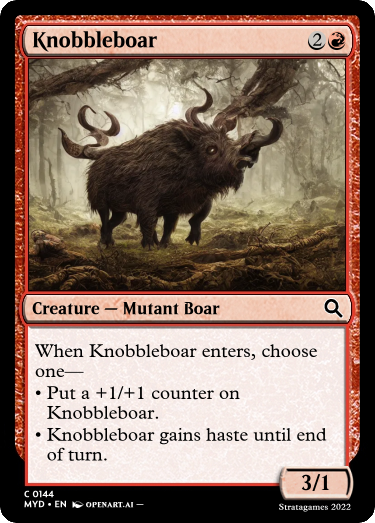 Knobbleboar 2
Creature — Mutant Boar
When Knobbleboar enters, choose
one—
• Put a +1/+1 counter on
Knobbleboar.
• Knobbleboar gains haste until end
of turn.
3/1
C 0144
MYD • EN OPENART.AI —
Stratagames 2022